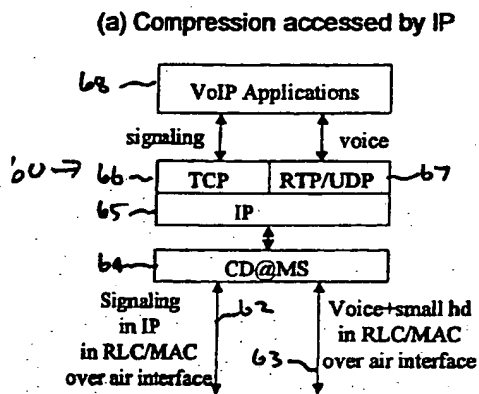 (a) Compression accessed by IP
68
VoIP Applications
signaling
voice
60
66
TCP
RTP/UDP
67
65
IP
64
CD@MS
Signaling
in IP
in RLC/MAC
over air interface
62
63
Voice+small hd
in RLC/MAC
over air interface